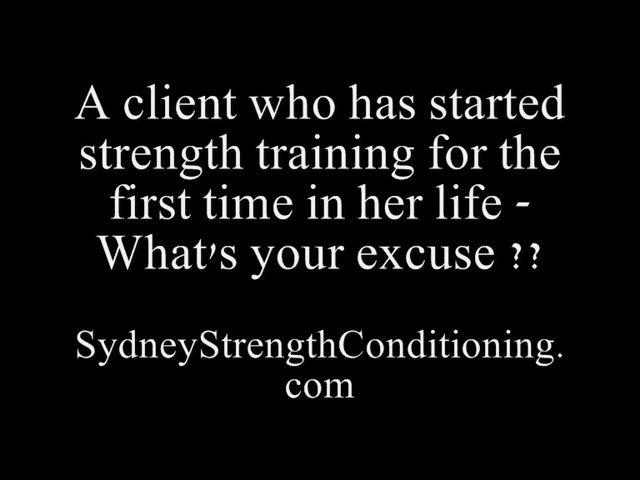 A client who has started
strength training for the
first time in her life -
What's your excuse ??
SydneyStrengthConditioning.
com